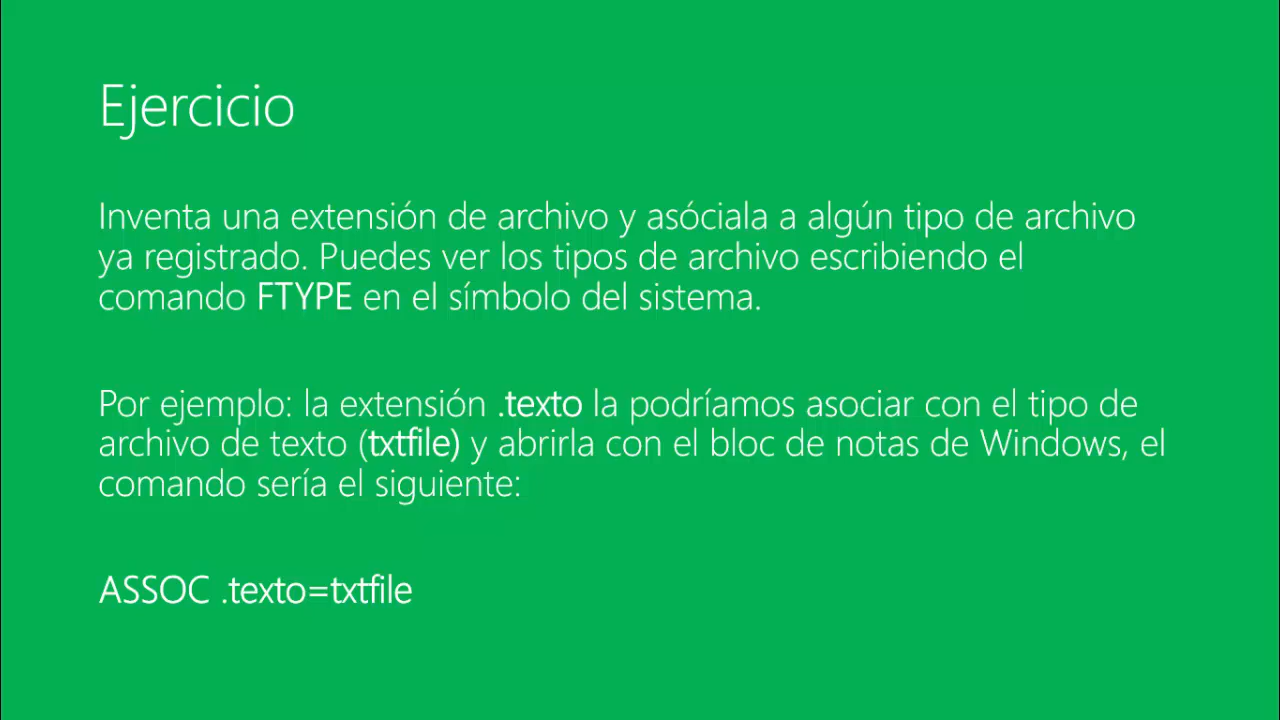 Ejercicio
Inventa una extensión de archivo y asóciala a algún tipo de archivo
ya registrado. Puedes ver los tipos de archivo escribiendo el
comando FTYPE en el símbolo del sistema.
Por ejemplo: la extensión .texto la podríamos asociar con el tipo de
archivo de texto (txtfile) y abrirla con el bloc de notas de Windows, el
comando sería el siguiente:
ASSOC .texto=txtfile